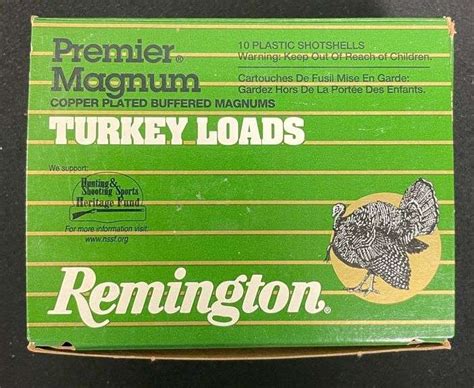 Premier®
Magnum
COPPER PLATED BUFFERED MAGNUMS
10 PLASTIC SHOTSHELLS
Warning: Keep Out Of Reach of Children.
Cartouches De Fusil Mise En Garde:
Gardez Hors De La Portée Des Enfants.
TURKEY LOADS
We support:
Hunting &
Shooting Sports
Heritage Fund
For more information visit
www.nssf.org
Remington®